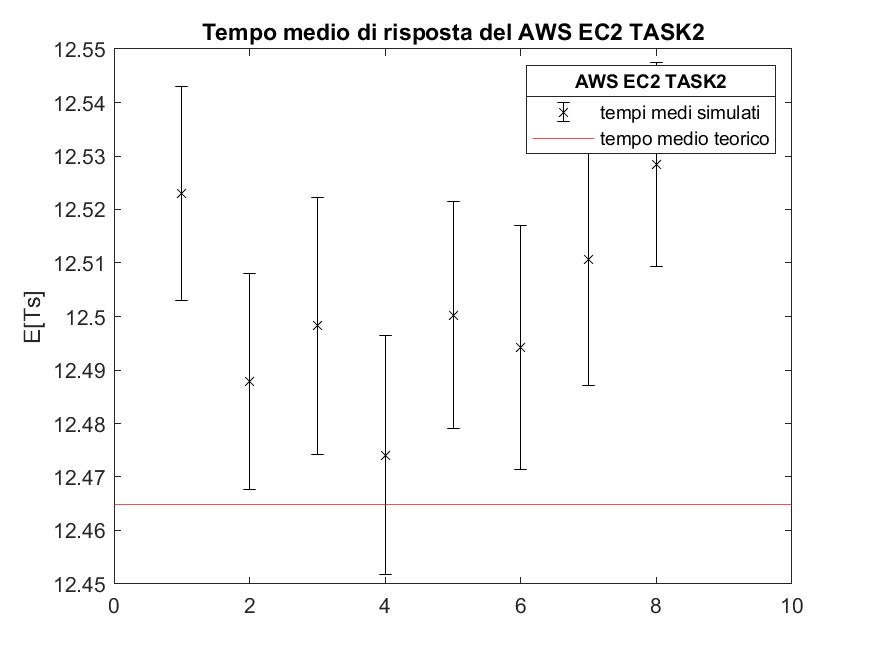 Tempo medio di risposta del AWS EC2 TASK2
AWS EC2 TASK2
tempi medi simulati
tempo medio teorico
E[Ts]
12.55
12.54
12.53
12.52
12.51
12.5
12.49
12.48
12.47
12.46
12.45
0 2 4 6 8 10